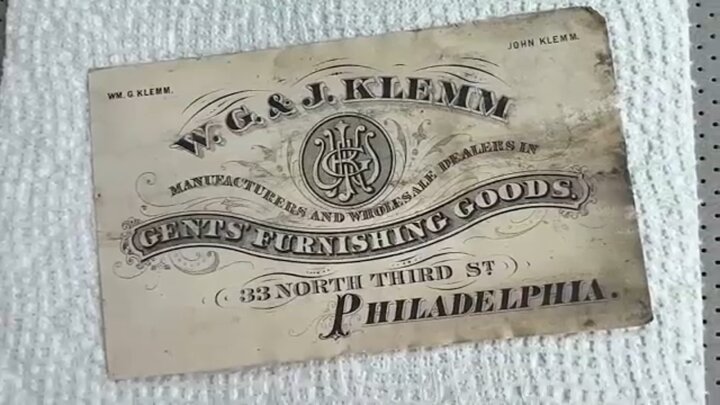 WM. G. KLEMM.
JOHN KLEMM.
W. G. & J. KLEMM
MANUFACTURERS AND WHOLESALE DEALERS IN
GENTS' FURNISHING GOODS.
33 NORTH THIRD ST
PHILADELPHIA.